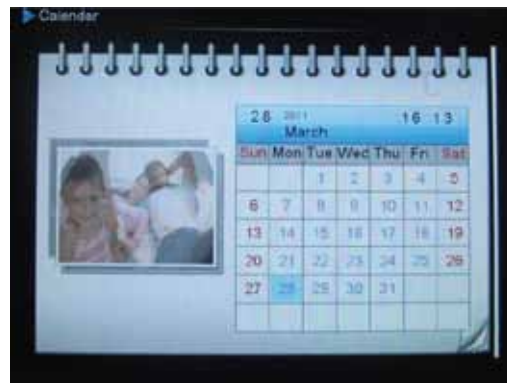 Calendar
28 2011 16 13
March
Sun Mon Tue Wed Thu Fri Sat
1 2 3 4 5
6 7 8 9 10 11 12
13 14 15 16 17 18 19
20 21 22 23 24 25 26
27 28 29 30 31